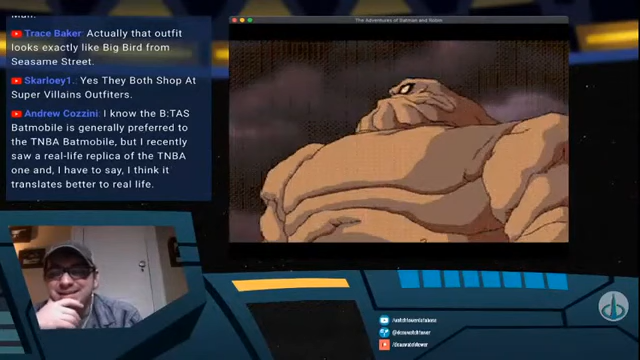 Man.
Trace Baker: Actually that outfit
looks exactly like Big Bird from
Seasame Street.
Skarloey1.: Yes They Both Shop At
Super Villains Outfiters.
Andrew Cozzini: I know the B:TAS
Batmobile is generally preferred to
the TNBA Batmobile, but I recently
saw a real-life replica of the TNBA
one and, I have to say, I think it
translates better to real life.
The Adventures of Batman and Robin